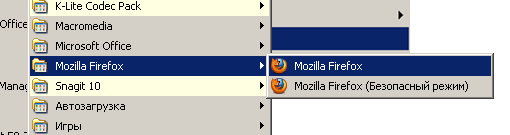 K-Lite Codec Pack
Office
Macromedia
Microsoft Office
Mozilla Firefox
Mozilla Firefox
Manag
Snagit 10
Mozilla Firefox (Безопасный режим)
Автозагрузка
Игры